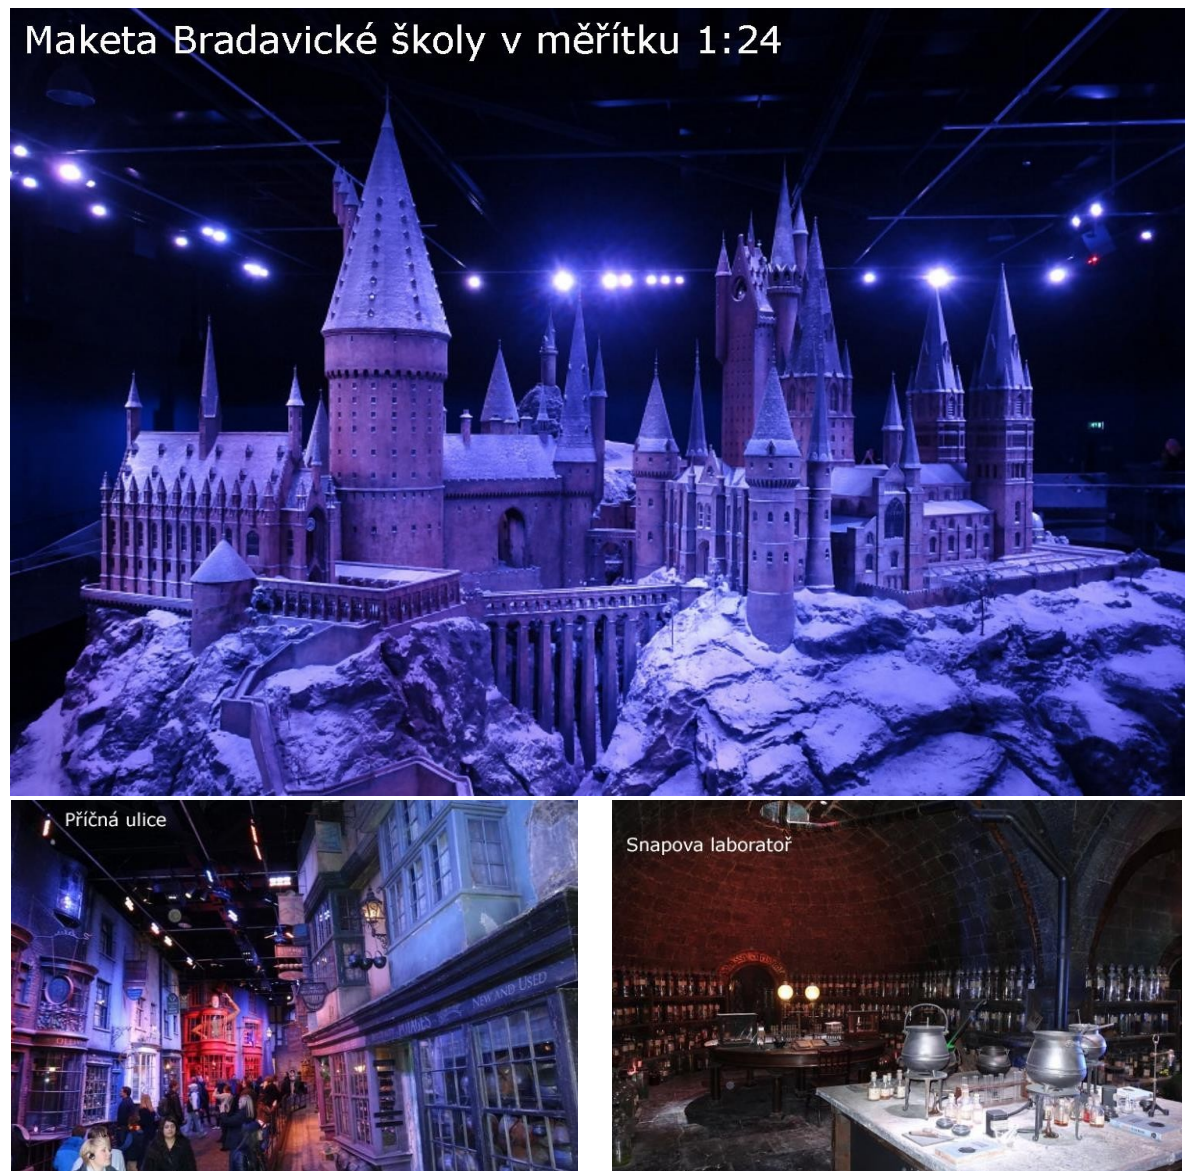 Maketa Bradavické školy v měřítku 1:24
Příčná ulice
Snapova laboratoř
NEW AND USED